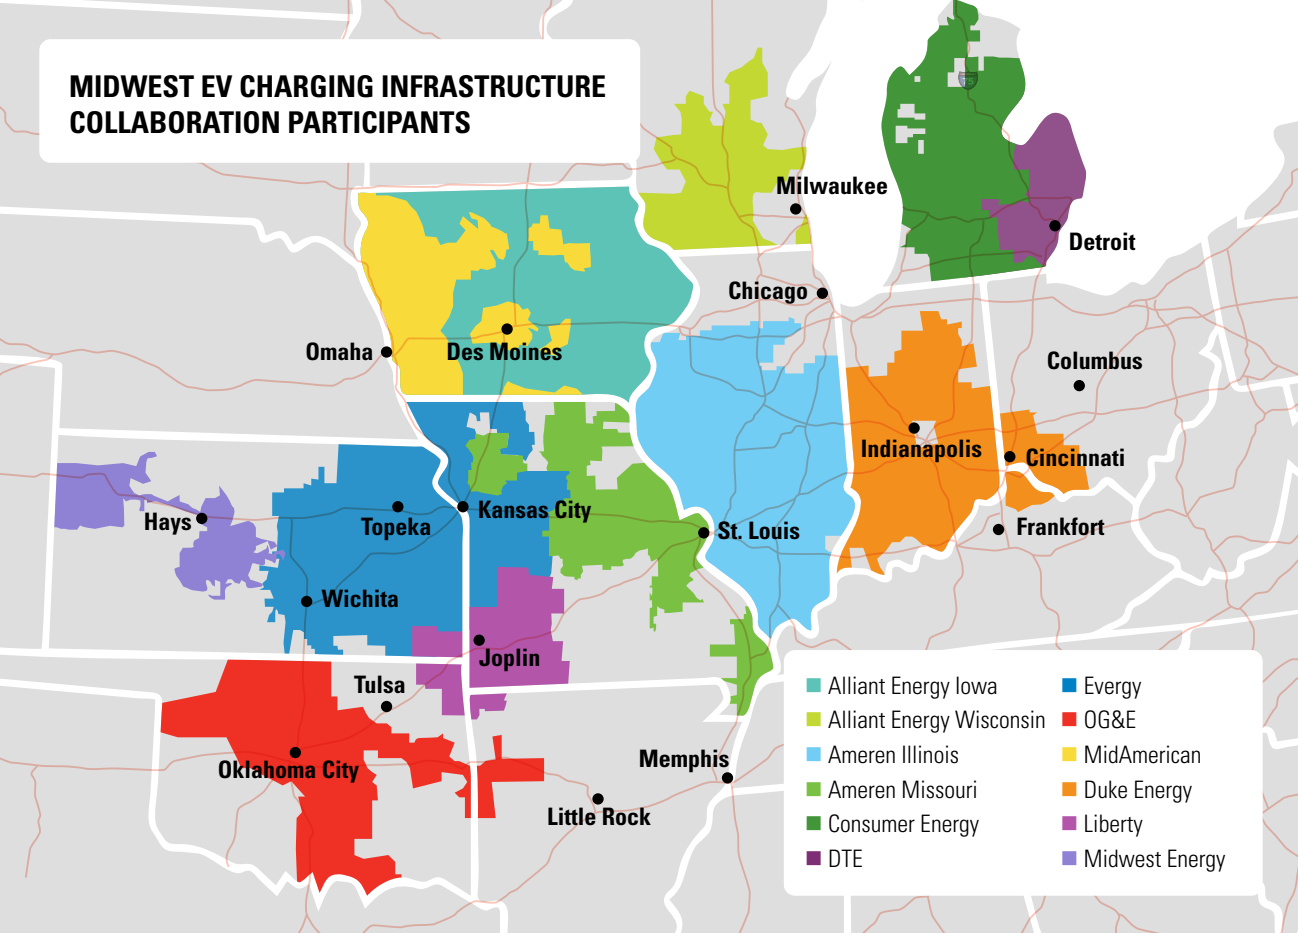 MIDWEST EV CHARGING INFRASTRUCTURE
COLLABORATION PARTICIPANTS
Milwaukee
Detroit
Chicago
Omaha
Des Moines
Columbus
Indianapolis
Cincinnati
Hays
Topeka
Kansas City
St. Louis
Frankfort
Wichita
Joplin
Tulsa
Oklahoma City
Memphis
Little Rock
Alliant Energy Iowa
Alliant Energy Wisconsin
Ameren Illinois
Ameren Missouri
Consumer Energy
DTE
Evergy
OG&E
MidAmerican
Duke Energy
Liberty
Midwest Energy